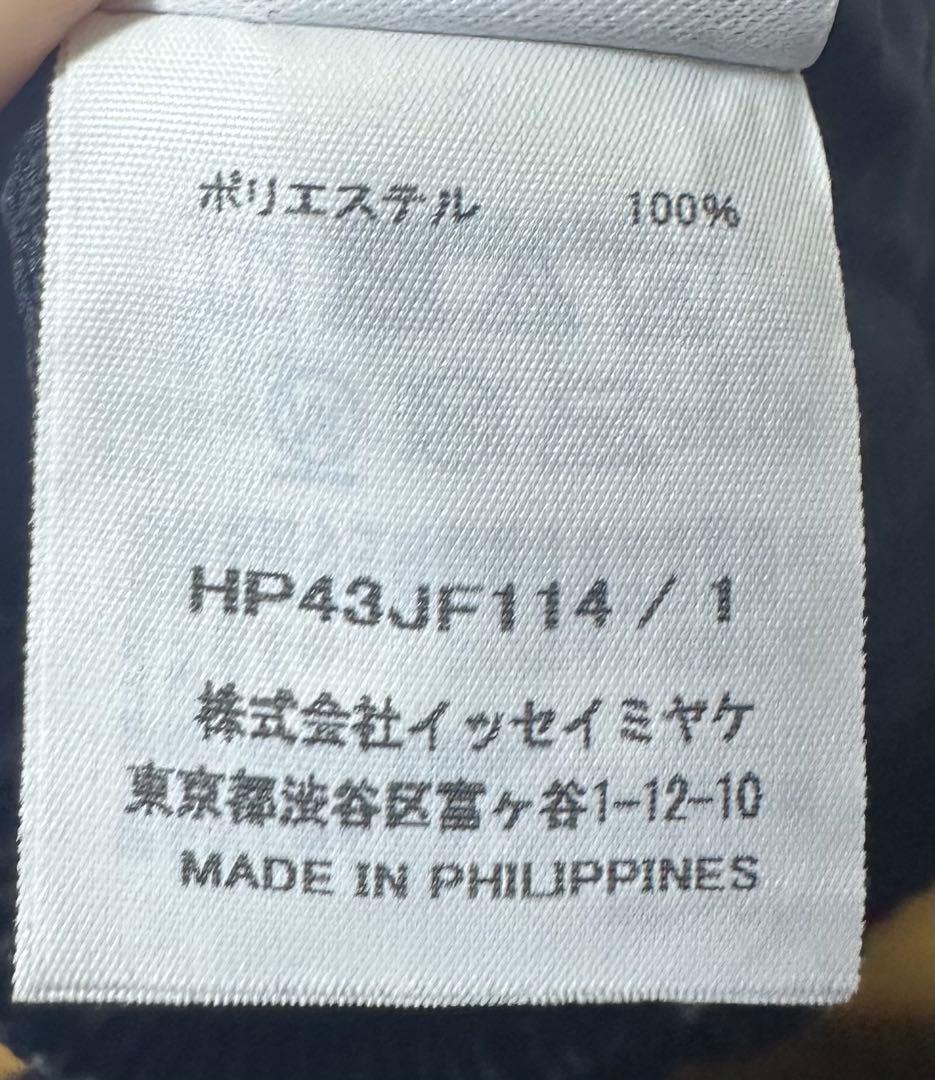 ポリエステル 100%
HP43JF114 / 1
株式会社イッセイミヤケ
東京都渋谷区富ヶ谷1-12-10
MADE IN PHILIPPINES